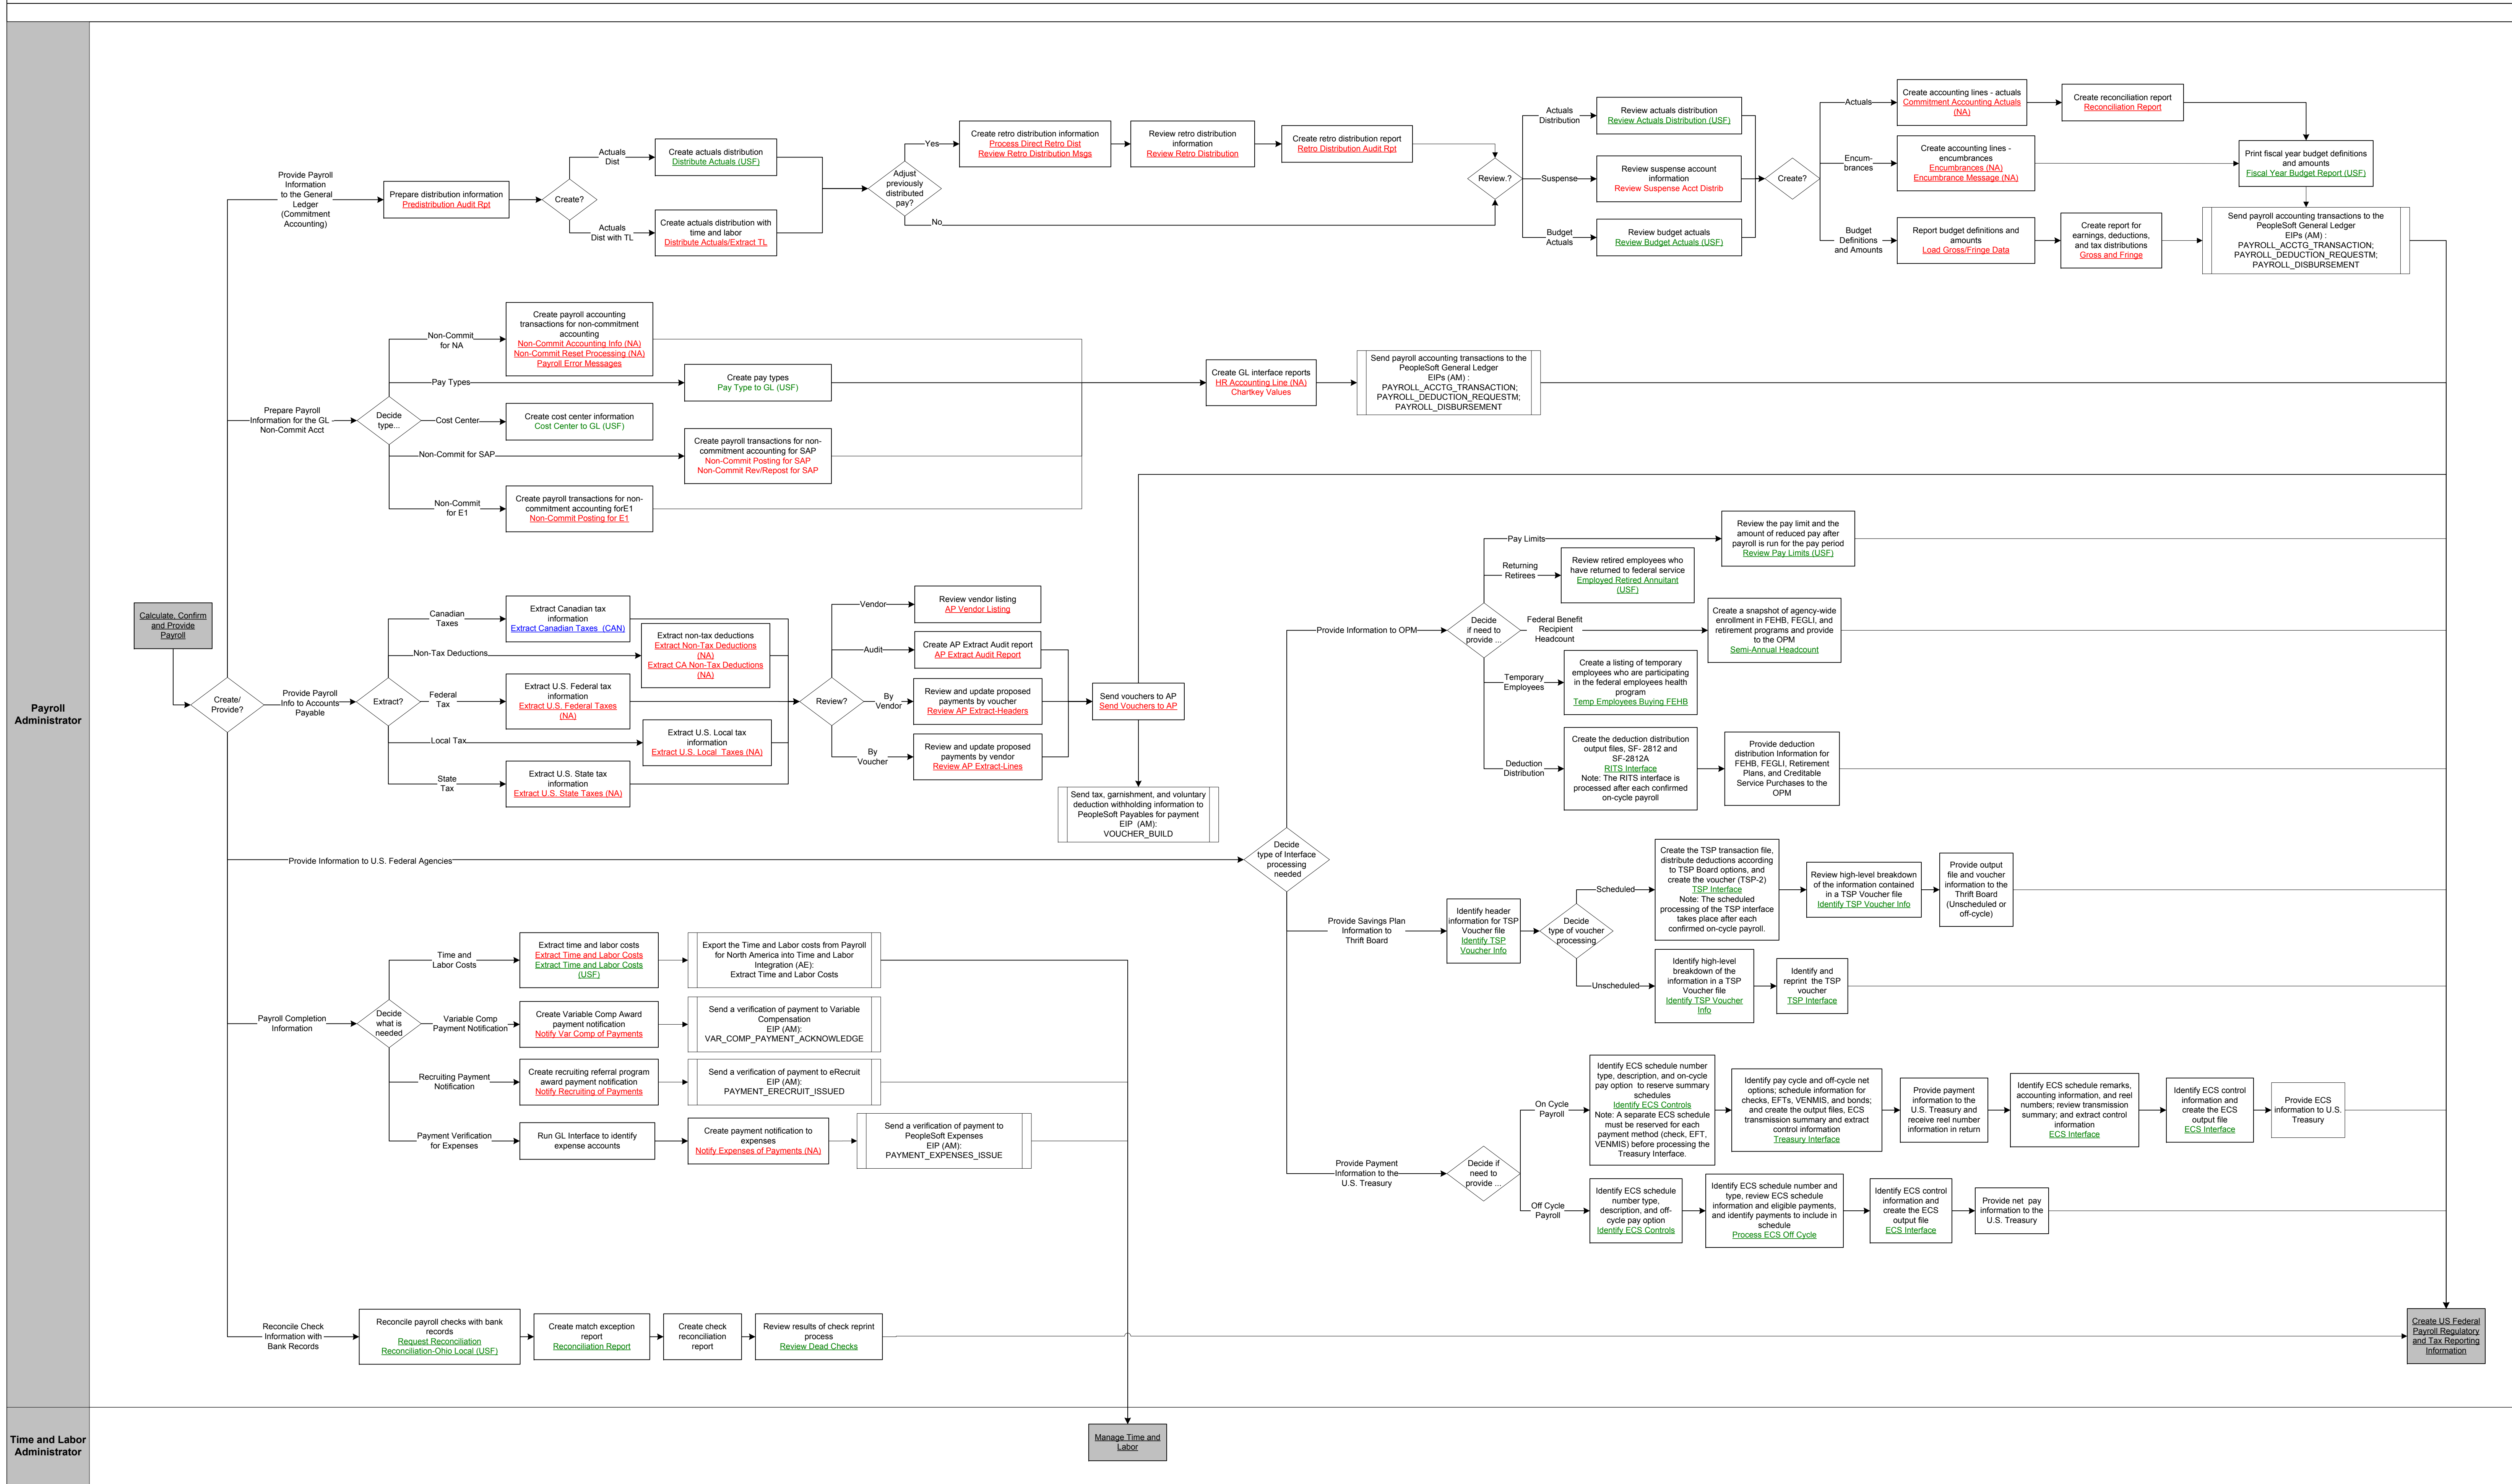 Payroll
Administrator
Time and Labor
Administrator
Calculate, Confirm
and Provide
Payroll
Create/
Provide?
Provide Payroll
Information
to the General
Ledger
(Commitment
Accounting)
Prepare distribution information
Predistribution Audit Rpt
Create?
Actuals
Dist
Create actuals distribution
Distribute Actuals (USF)
Actuals
Dist with TL
Create actuals distribution with
time and labor
Distribute Actuals/Extract TL
Adjust
previously
distributed
pay?
Yes
No
Create retro distribution information
Process Direct Retro Dist
Review Retro Distribution Msgs
Review retro distribution
information
Review Retro Distribution
Create retro distribution report
Retro Distribution Audit Rpt
Review.?
Actuals
Distribution
Review actuals distribution
Review Actuals Distribution (USF)
Suspense
Review suspense account
information
Review Suspense Acct Distrib
Budget
Actuals
Review budget actuals
Review Budget Actuals (USF)
Create?
Actuals
Create accounting lines - actuals
Commitment Accounting Actuals
(NA)
Create reconciliation report
Reconciliation Report
Encum-
brances
Create accounting lines -
encumbrances
Encumbrances (NA)
Encumbrance Message (NA)
Print fiscal year budget definitions
and amounts
Fiscal Year Budget Report (USF)
Budget
Definitions
and Amounts
Report budget definitions and
amounts
Load Gross/Fringe Data
Create report for
earnings, deductions,
and tax distributions
Gross and Fringe
Send payroll accounting transactions to the
PeopleSoft General Ledger
EIPs (AM) :
PAYROLL_ACCTG_TRANSACTION;
PAYROLL_DEDUCTION_REQUESTM;
PAYROLL_DISBURSEMENT
Prepare Payroll
Information for the GL
Non-Commit Acct
Decide
type...
Non-Commit
for NA
Create payroll accounting
transactions for non-commitment
accounting
Non-Commit Accounting Info (NA)
Non-Commit Reset Processing (NA)
Payroll Error Messages
Pay Types
Create pay types
Pay Type to GL (USF)
Cost Center
Create cost center information
Cost Center to GL (USF)
Non-Commit for SAP
Create payroll transactions for non-
commitment accounting for SAP
Non-Commit Posting for SAP
Non-Commit Rev/Repost for SAP
Non-Commit
for E1
Create payroll transactions for non-
commitment accounting forE1
Non-Commit Posting for E1
Create GL interface reports
HR Accounting Line (NA)
Chartkey Values
Send payroll accounting transactions to the
PeopleSoft General Ledger
EIPs (AM) :
PAYROLL_ACCTG_TRANSACTION;
PAYROLL_DEDUCTION_REQUESTM;
PAYROLL_DISBURSEMENT
Provide Payroll
Info to Accounts
Payable
Extract?
Canadian
Taxes
Extract Canadian tax
information
Extract Canadian Taxes  (CAN)
Non-Tax Deductions
Extract non-tax deductions
Extract Non-Tax Deductions
(NA)
Extract CA Non-Tax Deductions
(NA)
Federal
Tax
Extract U.S. Federal tax
information
Extract U.S. Federal Taxes
(NA)
Local Tax
Extract U.S. Local tax
information
Extract U.S. Local  Taxes (NA)
State
Tax
Extract U.S. State tax
information
Extract U.S. State Taxes (NA)
Review?
Vendor
Review vendor listing
AP Vendor Listing
Audit
Create AP Extract Audit report
AP Extract Audit Report
By
Vendor
Review and update proposed
payments by voucher
Review AP Extract-Headers
By
Voucher
Review and update proposed
payments by vendor
Review AP Extract-Lines
Send vouchers to AP
Send Vouchers to AP
Send tax, garnishment, and voluntary
deduction withholding information to
PeopleSoft Payables for payment
EIP  (AM):
VOUCHER_BUILD
Provide Information to U.S. Federal Agencies
Decide
type of Interface
processing
needed
Provide Information to OPM
Decide
if need to
provide ...
Pay Limits
Review the pay limit and the
amount of reduced pay after
payroll is run for the pay period
Review Pay Limits (USF)
Returning
Retirees
Review retired employees who
have returned to federal service
Employed Retired Annuitant
(USF)
Federal Benefit
Recipient
Headcount
Create a snapshot of agency-wide
enrollment in FEHB, FEGLI, and
retirement programs and provide
to the OPM
Semi-Annual Headcount
Temporary
Employees
Create a listing of temporary
employees who are participating
in the federal employees health
program
Temp Employees Buying FEHB
Deduction
Distribution
Create the deduction distribution
output files, SF- 2812 and
SF-2812A
RITS Interface
Note: The RITS interface is
processed after each confirmed
on-cycle payroll
Provide deduction
distribution Information for
FEHB, FEGLI, Retirement
Plans, and Creditable
Service Purchases to the
OPM
Provide Savings Plan
Information to
Thrift Board
Identify header
information for TSP
Voucher file
Identify TSP
Voucher Info
Decide
type of voucher
processing
Scheduled
Create the TSP transaction file,
distribute deductions according
to TSP Board options, and
create the voucher (TSP-2)
TSP Interface
Note: The scheduled
processing of the TSP interface
takes place after each
confirmed on-cycle payroll.
Review high-level breakdown
of the information contained
in a TSP Voucher file
Identify TSP Voucher Info
Provide output
file and voucher
information to the
Thrift Board
(Unscheduled or
off-cycle)
Unscheduled
Identify high-level
breakdown of the
information in a TSP
Voucher file
Identify TSP Voucher
Info
Identify and
reprint  the TSP
voucher
TSP Interface
Provide Payment
Information to the
U.S. Treasury
Decide if
need to
provide ...
On Cycle
Payroll
Identify ECS schedule number
type, description, and on-cycle
pay option  to reserve summary
schedules
Identify ECS Controls
Note: A separate ECS schedule
must be reserved for each
payment method (check, EFT,
VENMIS) before processing the
Treasury Interface.
Identify pay cycle and off-cycle net
options; schedule information for
checks, EFTs, VENMIS, and bonds;
and create the output files, ECS
transmission summary and extract
control information
Treasury Interface
Provide payment
information to the
U.S. Treasury and
receive reel number
information in return
Identify ECS schedule remarks,
accounting information, and reel
numbers; review transmission
summary; and extract control
information
ECS Interface
Identify ECS control
information and
create the ECS
output file
ECS Interface
Provide ECS
information to U.S.
Treasury
Off Cycle
Payroll
Identify ECS schedule
number type,
description, and off-
cycle pay option
Identify ECS Controls
Identify ECS schedule number and
type, review ECS schedule
information and eligible payments,
and identify payments to include in
schedule
Process ECS Off Cycle
Identify ECS control
information and
create the ECS
output file
ECS Interface
Provide net  pay
information to the
U.S. Treasury
Payroll Completion
Information
Decide
what is
needed
Time and
Labor Costs
Extract time and labor costs
Extract Time and Labor Costs
Extract Time and Labor Costs
(USF)
Export the Time and Labor costs from Payroll
for North America into Time and Labor
Integration (AE):
Extract Time and Labor Costs
Variable Comp
Payment Notification
Create Variable Comp Award
payment notification
Notify Var Comp of Payments
Send a verification of payment to Variable
Compensation
EIP (AM):
VAR_COMP_PAYMENT_ACKNOWLEDGE
Recruiting Payment
Notification
Create recruiting referral program
award payment notification
Notify Recruiting of Payments
Send a verification of payment to eRecruit
EIP (AM):
PAYMENT_ERECRUIT_ISSUED
Payment Verification
for Expenses
Run GL Interface to identify
expense accounts
Create payment notification to
expenses
Notify Expenses of Payments (NA)
Send a verification of payment to
PeopleSoft Expenses
EIP (AM):
PAYMENT_EXPENSES_ISSUE
Reconcile Check
Information with
Bank Records
Reconcile payroll checks with bank
records
Request Reconciliation
Reconciliation-Ohio Local (USF)
Create match exception
report
Reconciliation Report
Create check
reconciliation
report
Review results of check reprint
process
Review Dead Checks
Create US Federal
Payroll Regulatory
and Tax Reporting
Information
Manage Time and
Labor